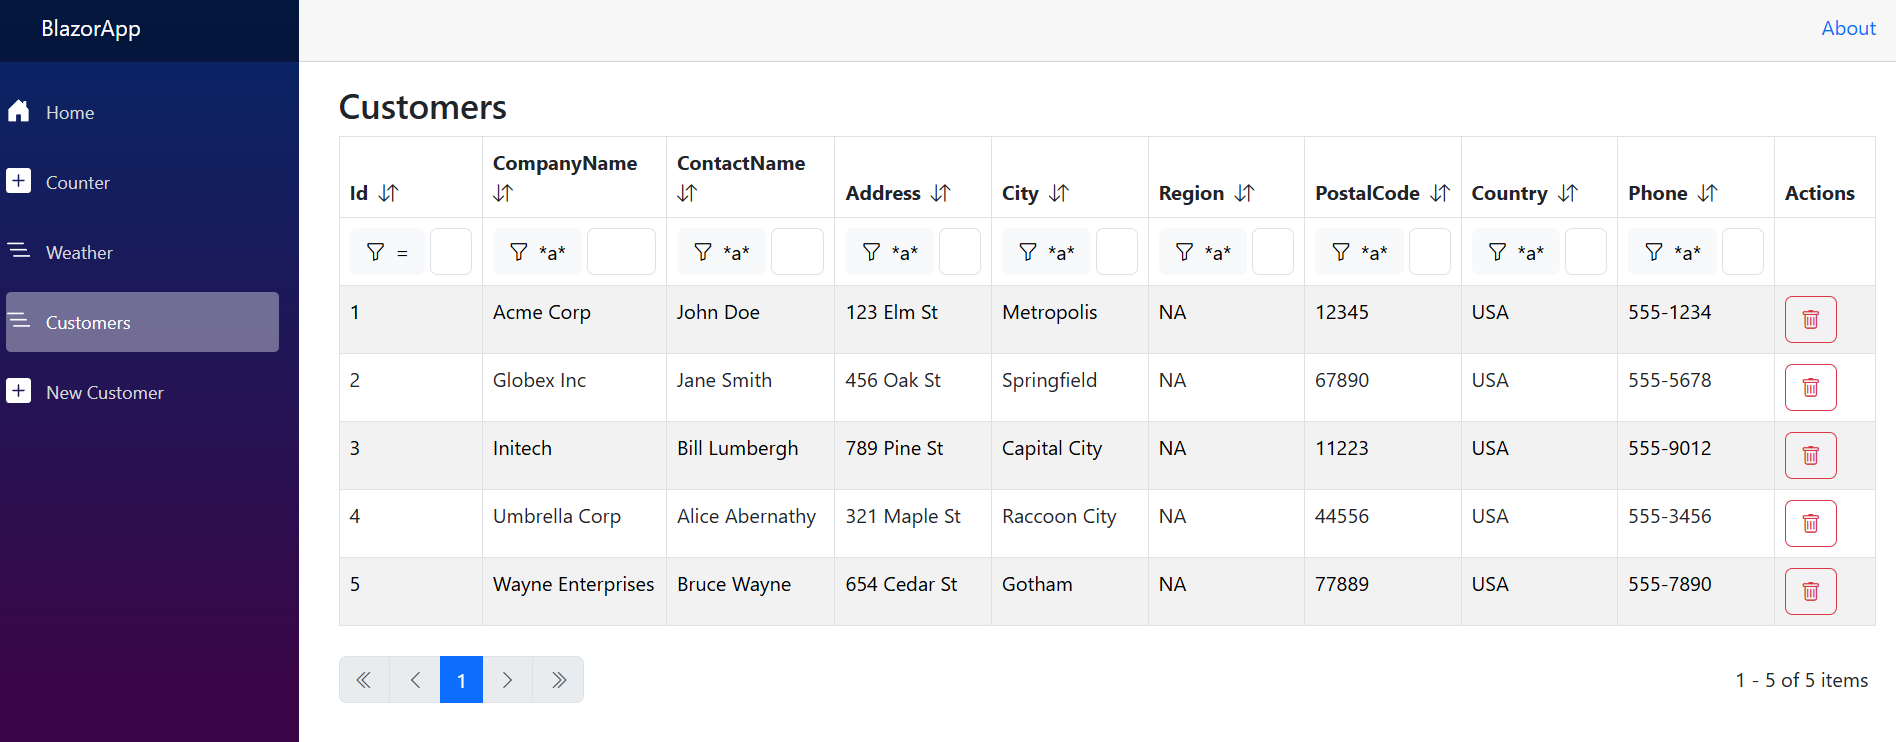 BlazorApp
About
Home
Counter
Weather
Customers
New Customer
Customers
Id CompanyName ContactName Address City Region PostalCode Country Phone Actions
= *a* *a* *a* *a* *a* *a* *a* *a*
1 Acme Corp John Doe 123 Elm St Metropolis NA 12345 USA 555-1234
2 Globex Inc Jane Smith 456 Oak St Springfield NA 67890 USA 555-5678
3 Initech Bill Lumbergh 789 Pine St Capital City NA 11223 USA 555-9012
4 Umbrella Corp Alice Abernathy 321 Maple St Raccoon City NA 44556 USA 555-3456
5 Wayne Enterprises Bruce Wayne 654 Cedar St Gotham NA 77889 USA 555-7890
1
1 - 5 of 5 items